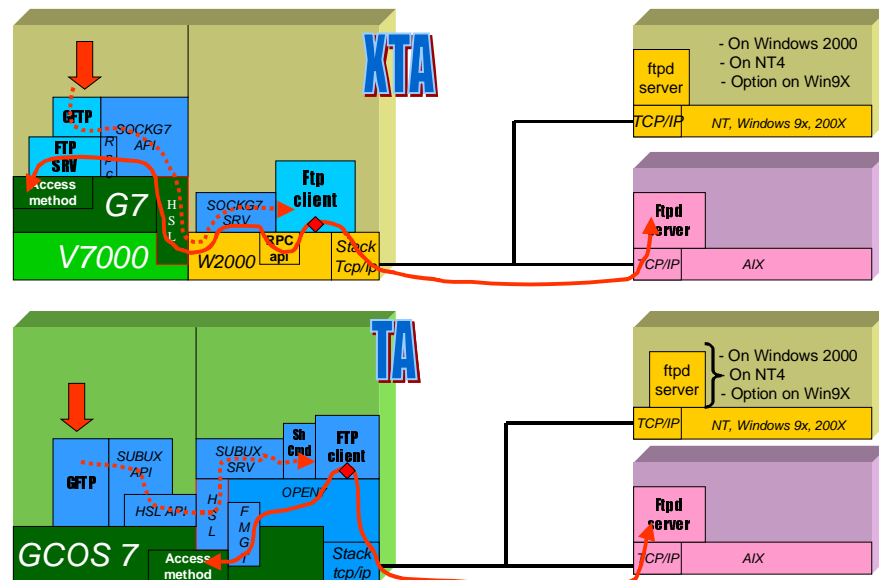 XTA
GFTP
SOCKG7
API
FTP
SRV
R
P
C
Access
method
G7
H
S
L
V7000
SOCKG7
SRV
Ftp
client
W2000
RPC
api
Stack
Tcp/ip
ftpd
server
- On Windows 2000
- On NT4
- Option on Win9X
TCP/IP
NT, Windows 9x, 200X
Ftpd
server
TCP/IP
AIX
TA
GFTP
SUBUX
API
HSL API
SUBUX
SRV
Sh
Cmd
FTP
client
H
S
L
F
M
G
OPEN7
GCOS 7
Access
method
Stack
tcp/ip
ftpd
server
- On Windows 2000
- On NT4
- Option on Win9X
TCP/IP
NT, Windows 9x, 200X
Ftpd
server
TCP/IP
AIX